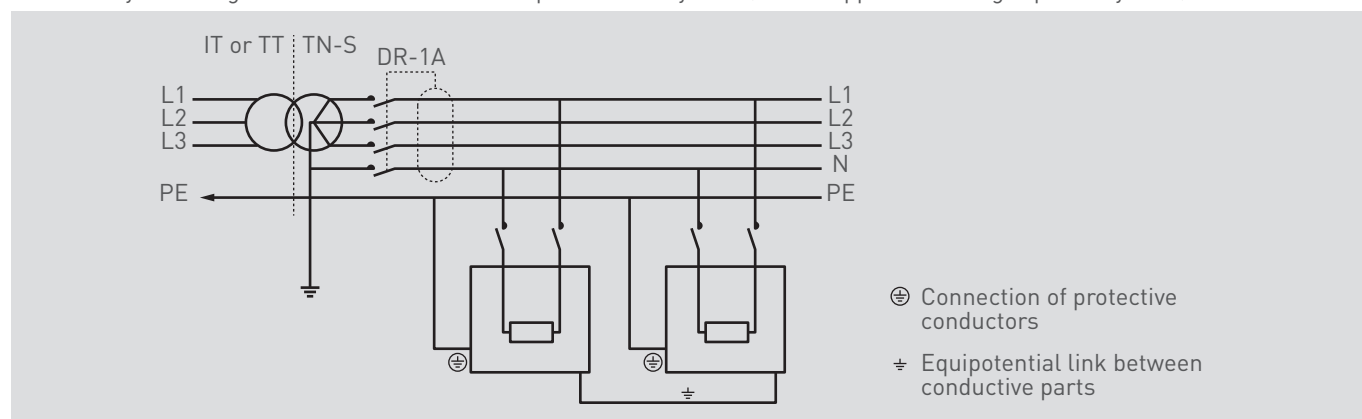 IT or TT TN-S
DR-1A
L1 L1
L2 L2
L3 L3
N
PE PE
Connection of protective
conductors
Equipotential link between
conductive parts